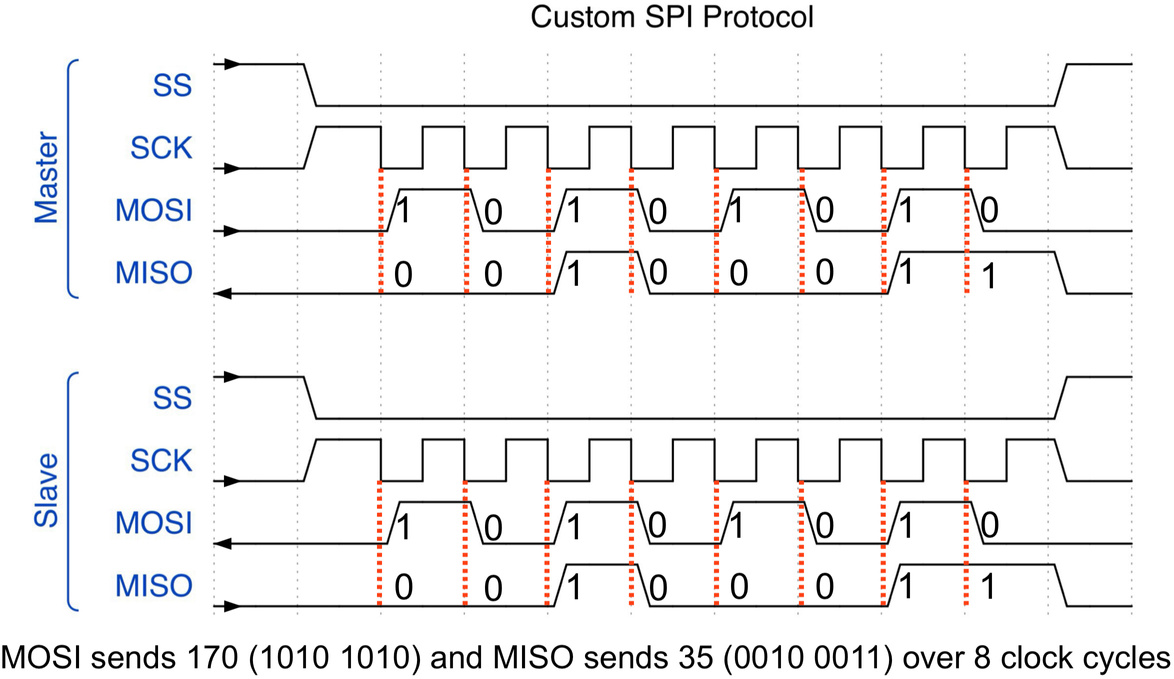 Custom SPI Protocol
Master
SS
SCK
MOSI 1 0 1 0 1 0 1 0
MISO 0 0 1 0 0 0 1 1
Slave
SS
SCK
MOSI 1 0 1 0 1 0 1 0
MISO 0 0 1 0 0 0 1 1
MOSI sends 170 (1010 1010) and MISO sends 35 (0010 0011) over 8 clock cycles